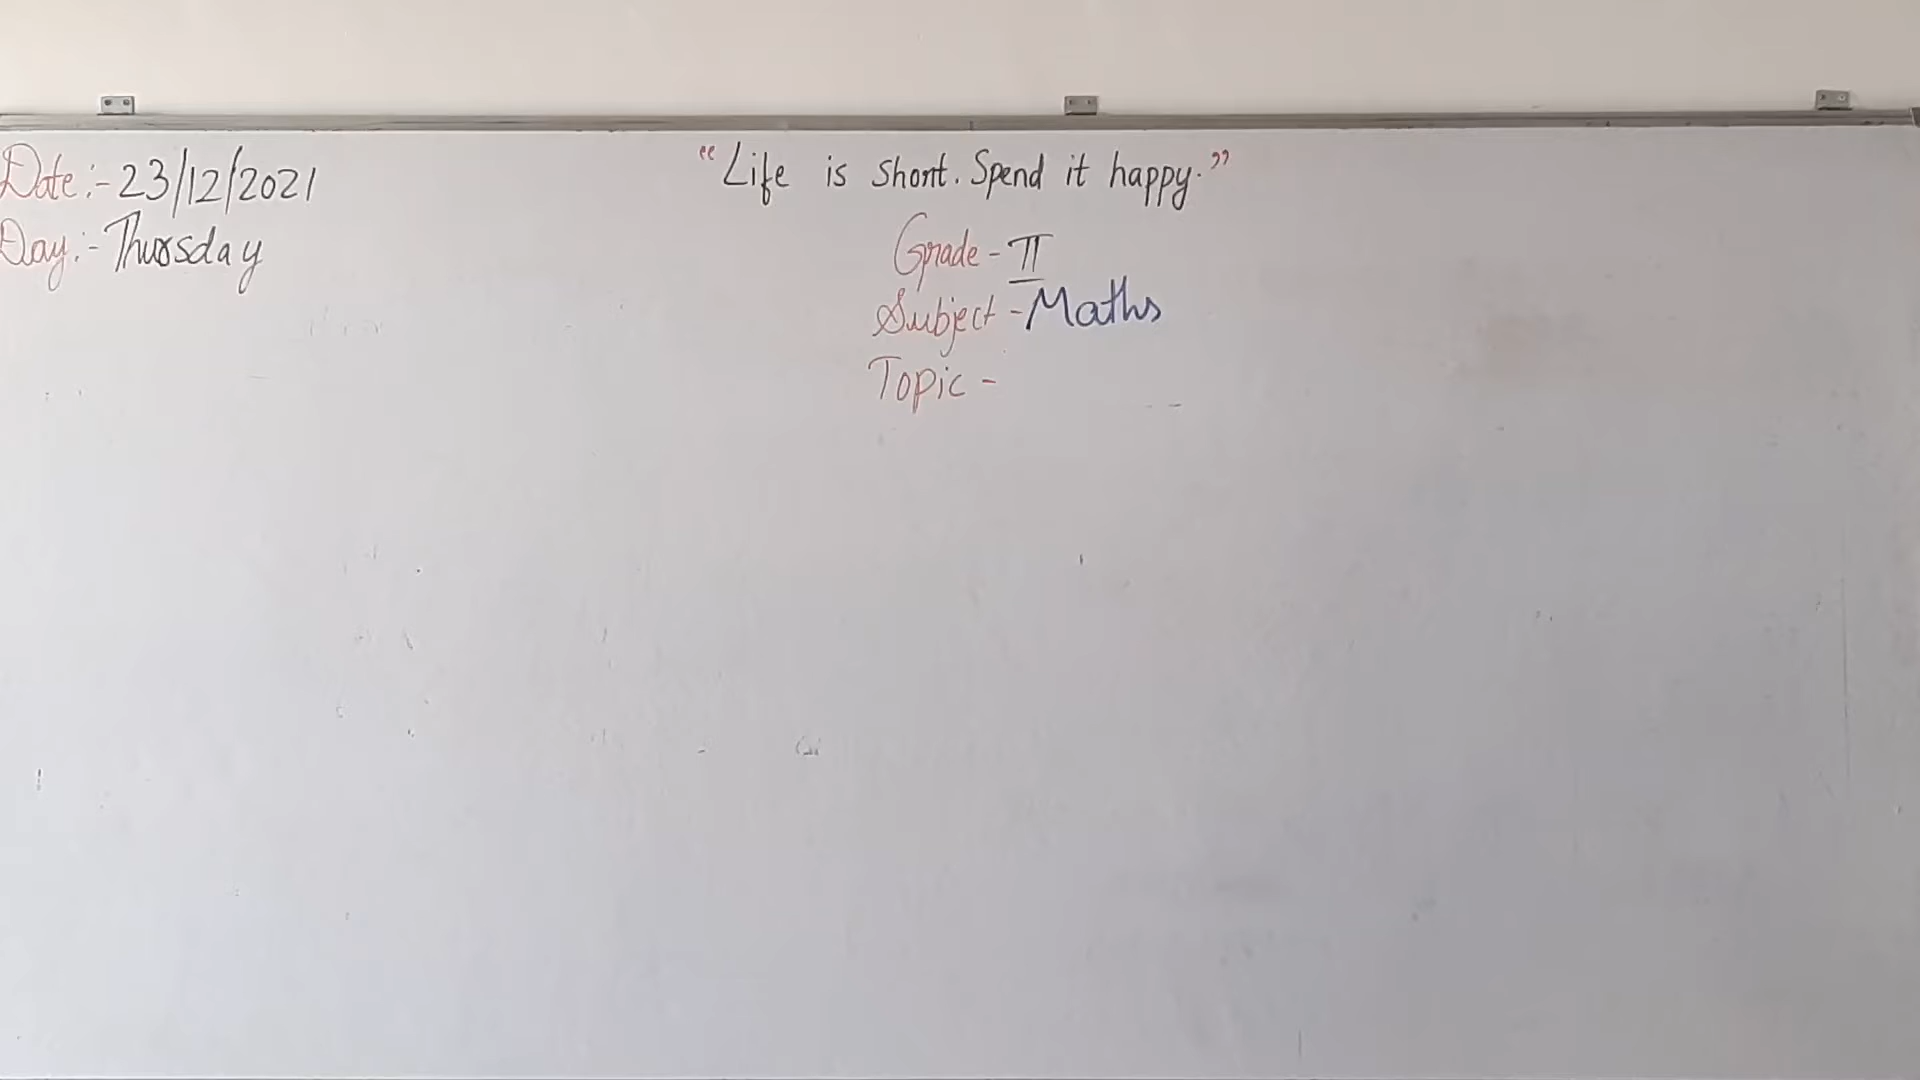 Date:- 23/12/2021
Day:- Thursday
"Life is short. Spend it happy."
Grade - II
Subject - Maths
Topic -